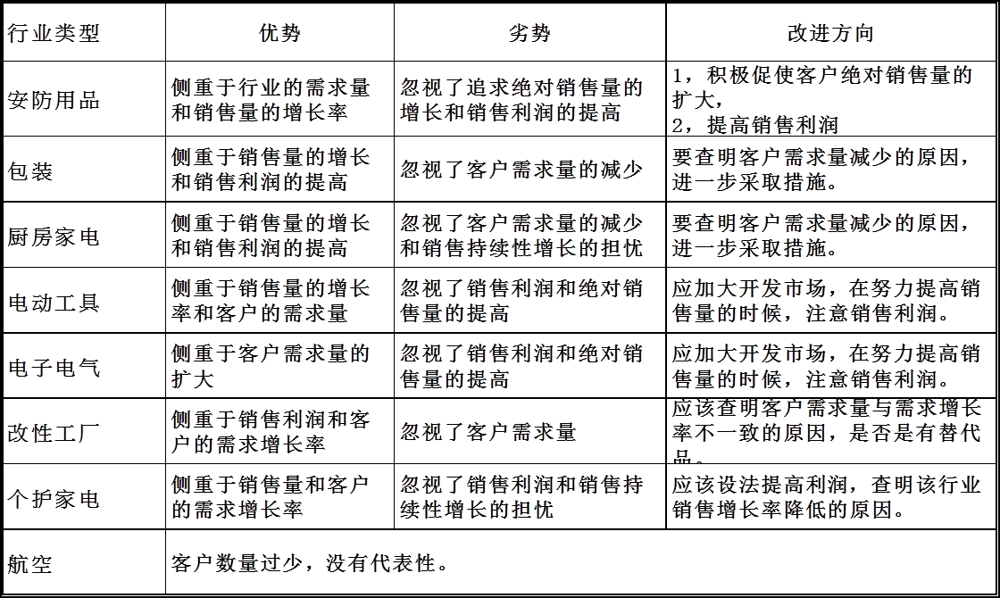 行业类型 优势 劣势 改进方向
安防用品
侧重于行业的需求量
和销售量的增长率
忽视了追求绝对销售量的
增长和销售利润的提高
1，积极促使客户绝对销售量的
扩大，
2，提高销售利润
包装
侧重于销售量的增长
和销售利润的提高
忽视了客户需求量的减少
要查明客户需求量减少的原因，
进一步采取措施。
厨房家电
侧重于销售量的增长
和销售利润的提高
忽视了客户需求量的减少
和销售持续性增长的担忧
要查明客户需求量减少的原因，
进一步采取措施。
电动工具
侧重于销售量的增长
率和客户的需求量
忽视了销售利润和绝对销
售量的提高
应加大开发市场，在努力提高销
售量的时候，注意销售利润。
电子电气
侧重于客户需求量的
扩大
忽视了销售利润和绝对销
售量的提高
应加大开发市场，在努力提高销
售量的时候，注意销售利润。
改性工厂
侧重于销售利润和客
户的需求增长率
忽视了客户需求量
应该查明客户需求量与需求增长
率不一致的原因，是否是有替代
品。
个护家电
侧重于销售量和客户
的需求增长率
忽视了销售利润和销售持
续性增长的担忧
应该设法提高利润，查明该行业
销售增长率降低的原因。
航空
客户数量过少，没有代表性。